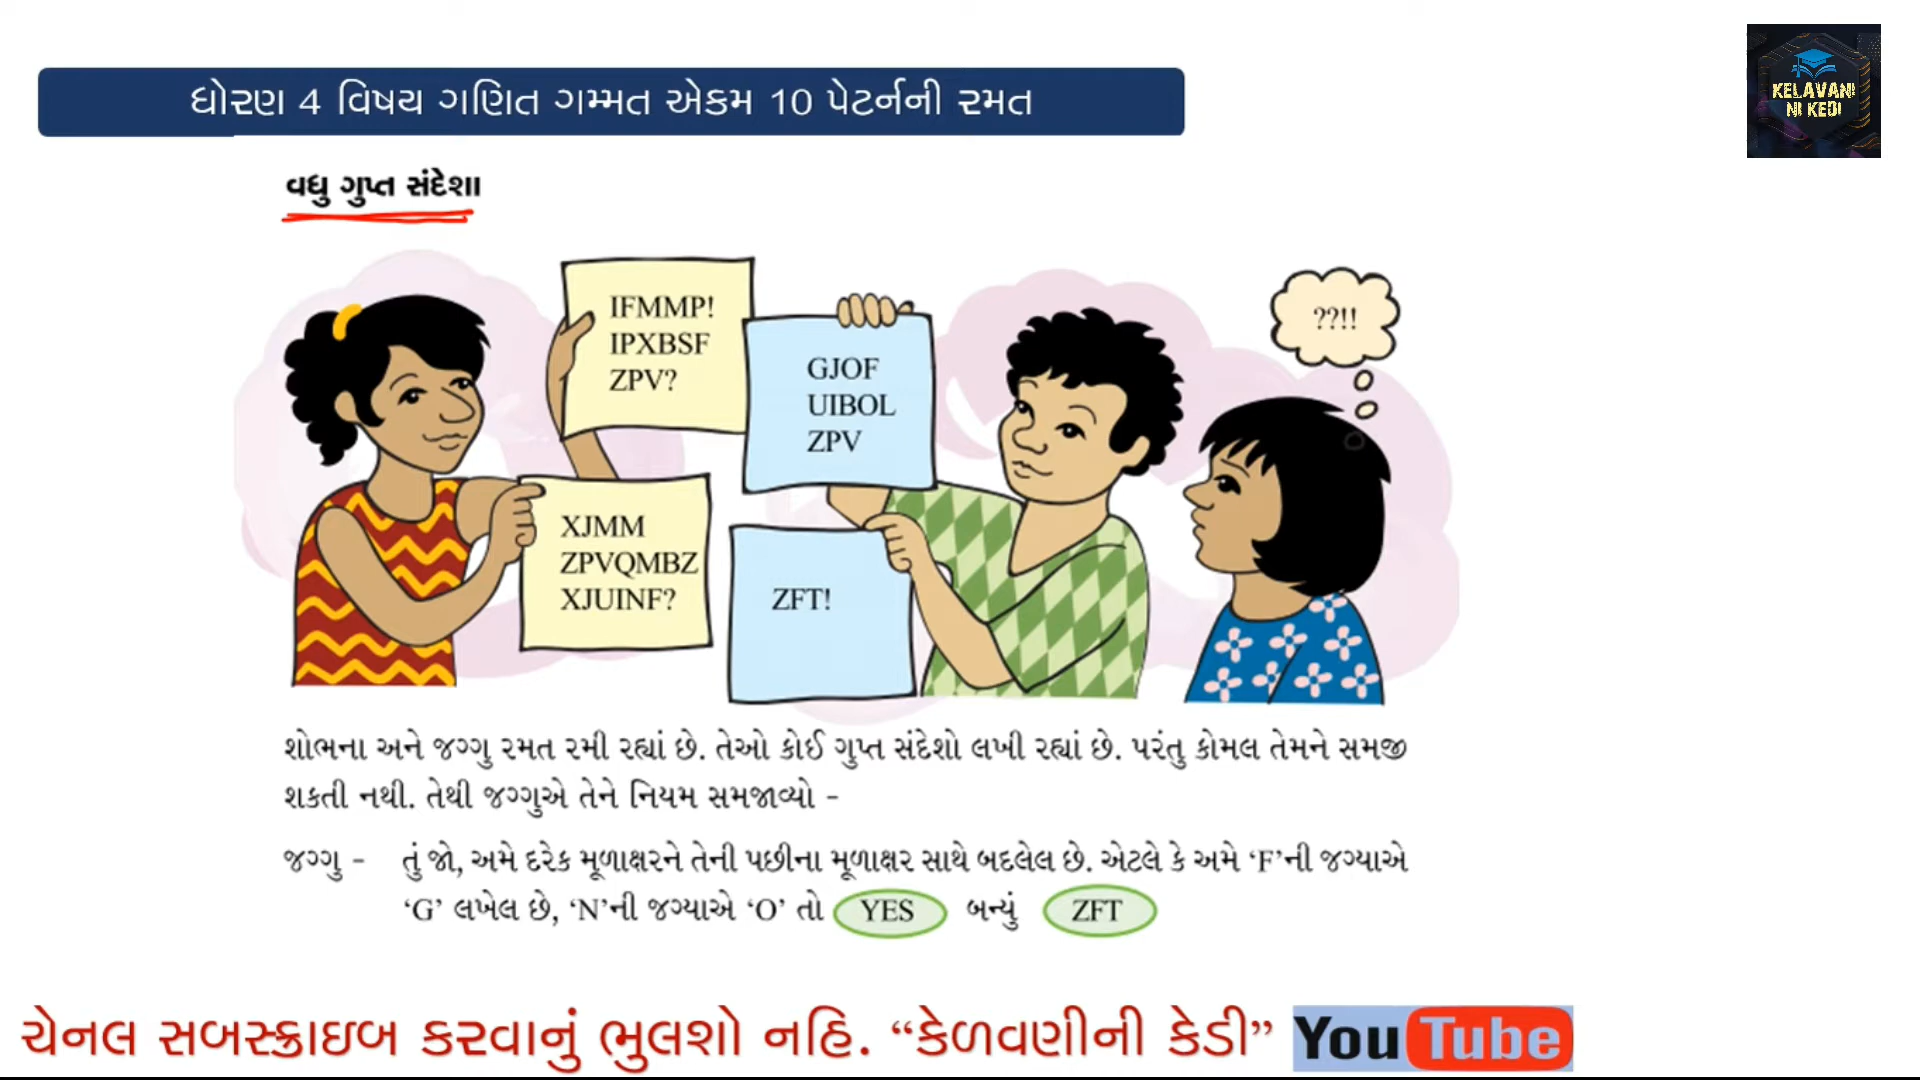 ધોરણ 4 વિષય ગણિત ગમ્મત એકમ 10 પેટર્નની રમત
KELAVANI
NI KEDI
વધુ ગુપ્ત સંદેશા
IFMMP!
IPXBSF
ZPV?
GJOF
UIBOL
ZPV
??!!
XJMM
ZPVQMBZ
XJUINF?
ZFT!
શોભના અને જગ્ગુ રમત રમી રહ્યાં છે. તેઓ કોઈ ગુપ્ત સંદેશો લખી રહ્યાં છે. પરંતુ કોમલ તેમને સમજી
શકતી નથી. તેથી જગ્ગુએ તેને નિયમ સમજાવ્યો -
જગ્ગુ - તું જો, અમે દરેક મૂળાક્ષરને તેની પછીના મૂળાક્ષર સાથે બદલેલ છે. એટલે કે અમે ‘F’ની જગ્યાએ
‘G’ લખેલ છે, ‘N’ની જગ્યાએ ‘O’ તો YES બન્યું ZFT
ચેનલ સબસ્ક્રાઇબ કરવાનું ભુલશો નહિ. “કેળવણીની કેડી” YouTube